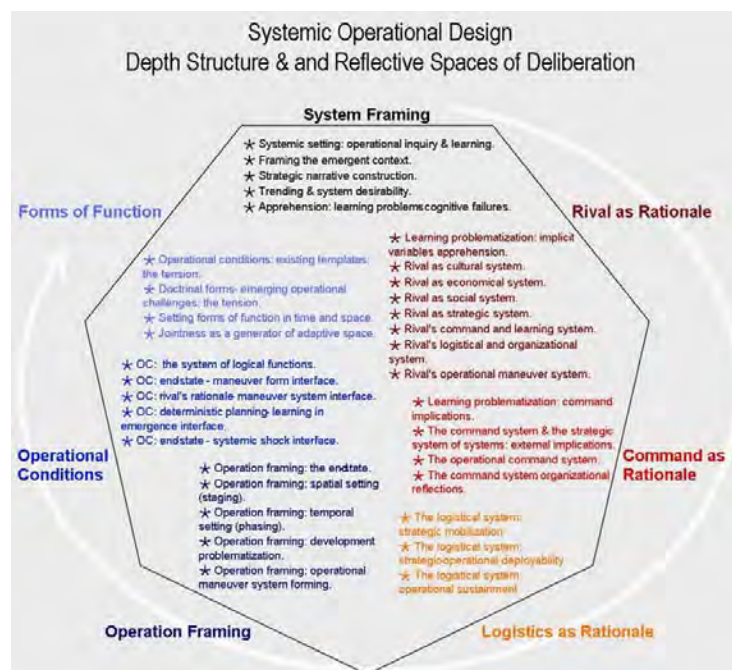 Systemic Operational Design
Depth Structure & and Reflective Spaces of Deliberation
System Framing
* Systemic setting: operational inquiry & learning.
* Framing the emergent context.
* Strategic narrative construction.
* Trending & system desirability.
* Apprehension: learning problems cognitive failures.
Forms of Function
Rival as Rationale
* Learning problematization: implicit
variables apprehension.
* Rival as cultural system.
* Rival as economical system.
* Rival as social system.
* Rival as strategic system.
* Rival's command and learning system.
* Rival's logistical and organizational
system.
* Rival's operational maneuver system.
* Operational conditions: existing templates;
the tension.
* Doctrinal forms- emerging operational
challenges; the tension.
* Setting forms of function in time and space.
* Jointness as a generator of adaptive space.
* OC: the system of logical functions.
* OC: endstate - maneuver form interface.
* OC: rival's rationale- maneuver system interface.
* OC: deterministic planning- learning in
emergence interface.
* OC: endstate - systemic shock interface.
* Learning problematization: command
implications.
* The command system & the strategic
system of systems: external implications.
* The operational command system.
* The command system organizational
reflections.
Operational
Conditions
Command as
Rationale
* Operation framing: the endtate.
* Operation framing: spatial setting
(staging).
* Operation framing: temporal
setting (phasing).
* Operation framing: development
problematization.
* Operation framing: operational
maneuver system forming.
* The logistical system:
strategic mobilization
* The logistical system:
strategiooperational deployability
* The logistical system:
operational sustainment
Operation Framing
Logistics as Rationale